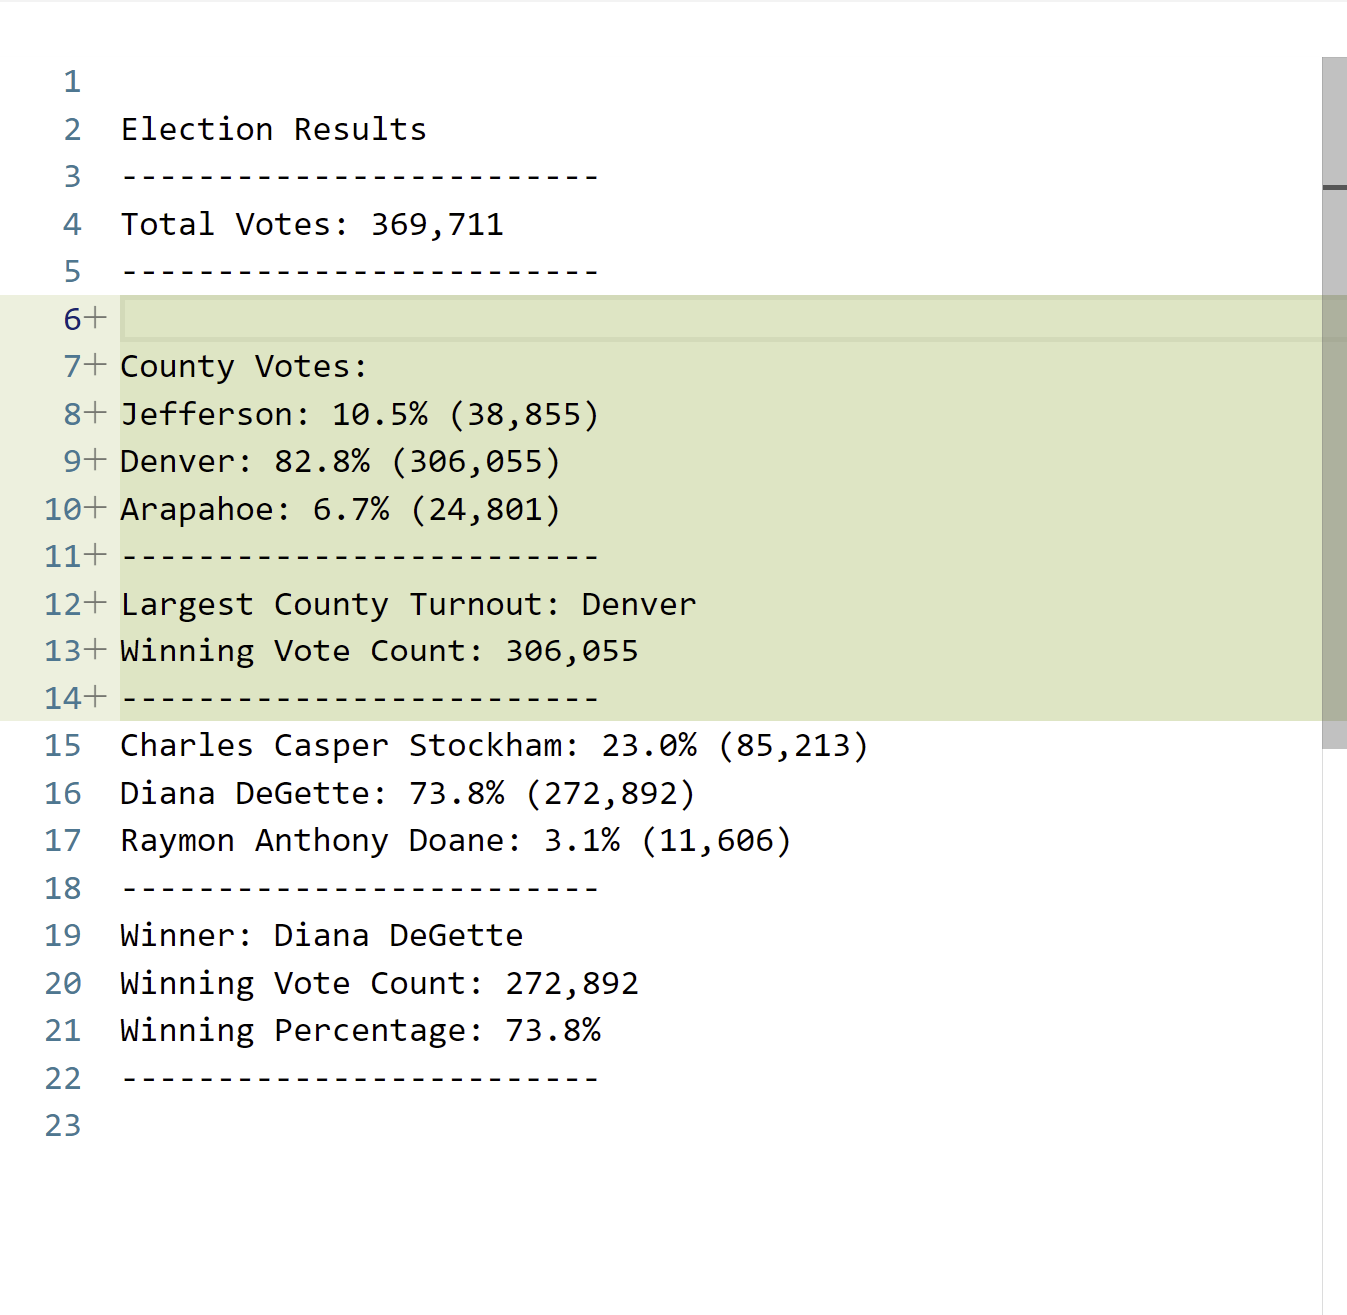 1
2 Election Results
3 -------------------------
4 Total Votes: 369,711
5 -------------------------
6+
7+ County Votes:
8+ Jefferson: 10.5% (38,855)
9+ Denver: 82.8% (306,055)
10+ Arapahoe: 6.7% (24,801)
11+ -------------------------
12+ Largest County Turnout: Denver
13+ Winning Vote Count: 306,055
14+ -------------------------
15 Charles Casper Stockham: 23.0% (85,213)
16 Diana DeGette: 73.8% (272,892)
17 Raymon Anthony Doane: 3.1% (11,606)
18 -------------------------
19 Winner: Diana DeGette
20 Winning Vote Count: 272,892
21 Winning Percentage: 73.8%
22 -------------------------
23